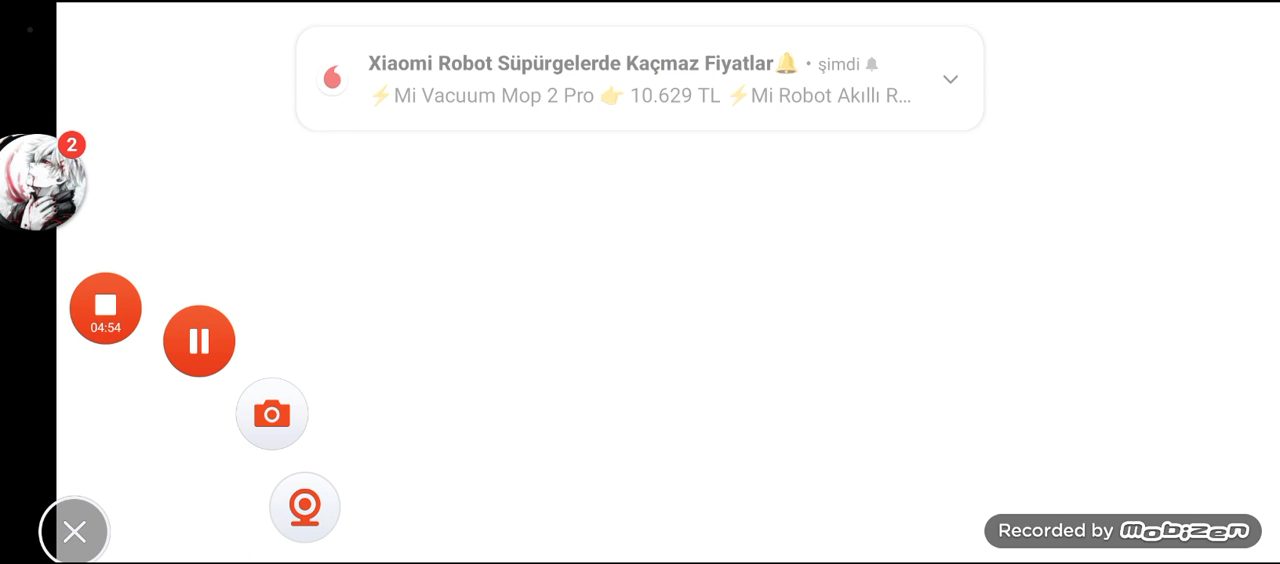 Xiaomi Robot Süpürgelerde Kaçmaz Fiyatlar🔔 • şimdi
⚡Mi Vacuum Mop 2 Pro 👉 10.629 TL ⚡Mi Robot Akıllı R...
2
04:54
Recorded by MOBIZEN